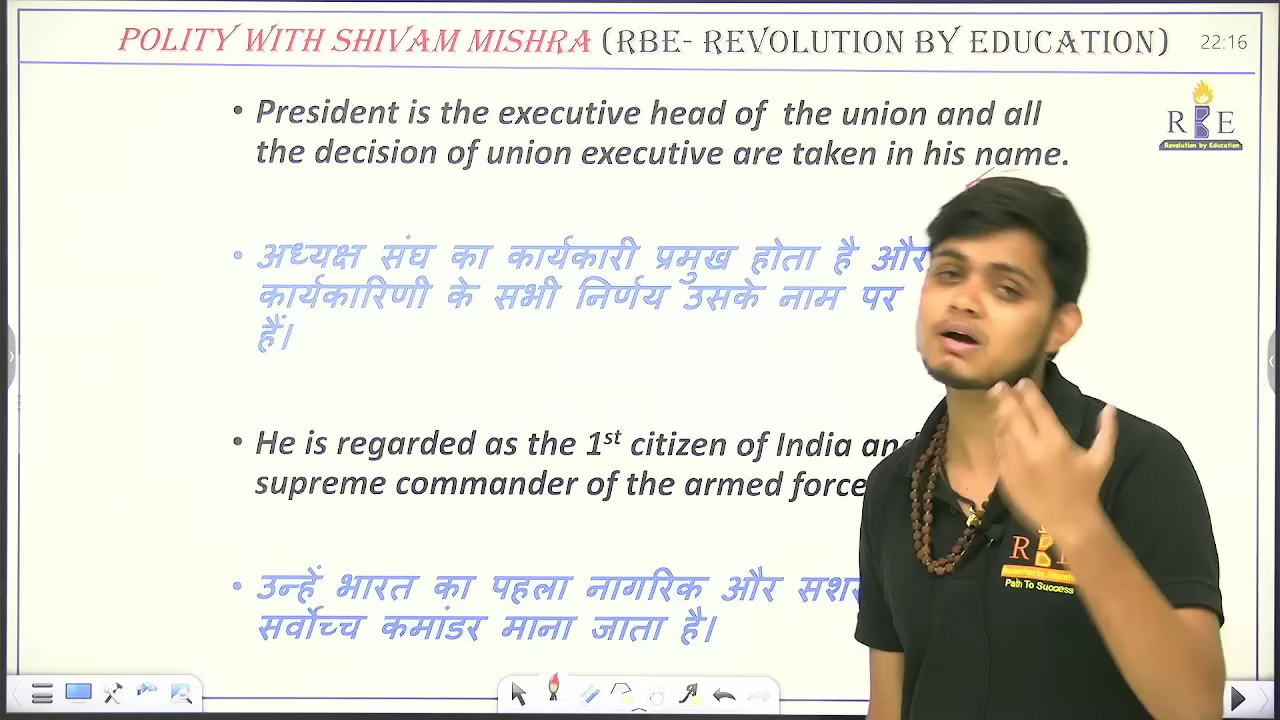 POLITY WITH SHIVAM MISHRA (RBE- REVOLUTION BY EDUCATION)
22:16
RBE
Revolution by Education
• President is the executive head of the union and all
the decision of union executive are taken in his name.
• अध्यक्ष संघ का कार्यकारी प्रमुख होता है और
कार्यकारिणी के सभी निर्णय उसके नाम पर
हैं।
• He is regarded as the 1st citizen of India and
supreme commander of the armed force
• उन्हें भारत का पहला नागरिक और
सर्वोच्च कमांडर माना जाता है।
Path To Success